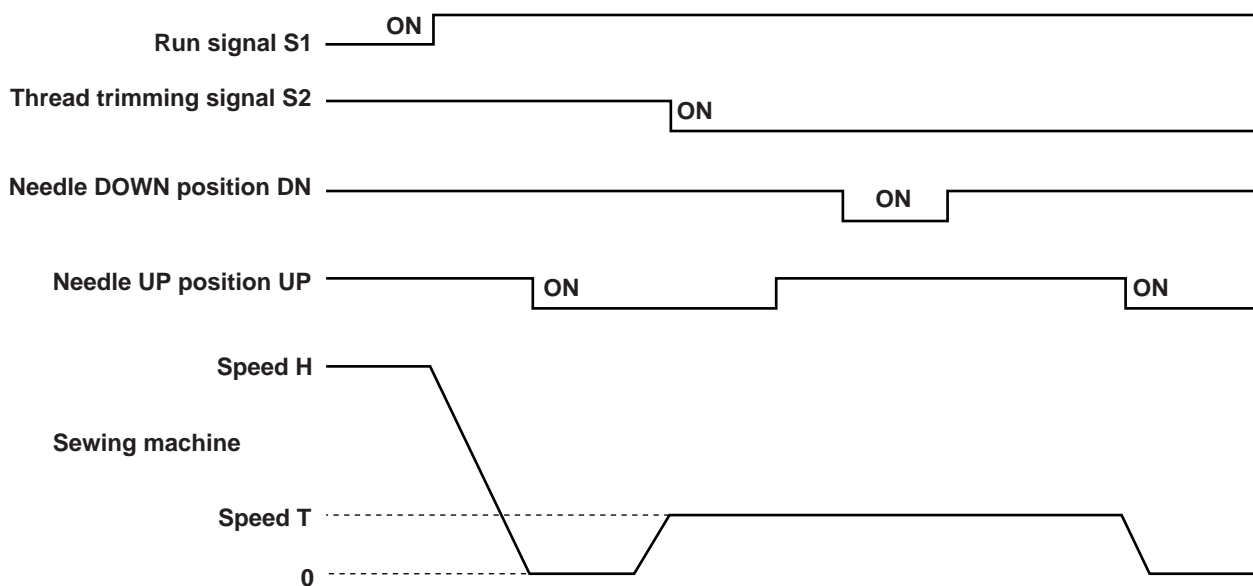 ON
Run signal S1
Thread trimming signal S2
ON
Needle DOWN position DN
ON
Needle UP position UP
ON
ON
Speed H
Sewing machine
Speed T
0